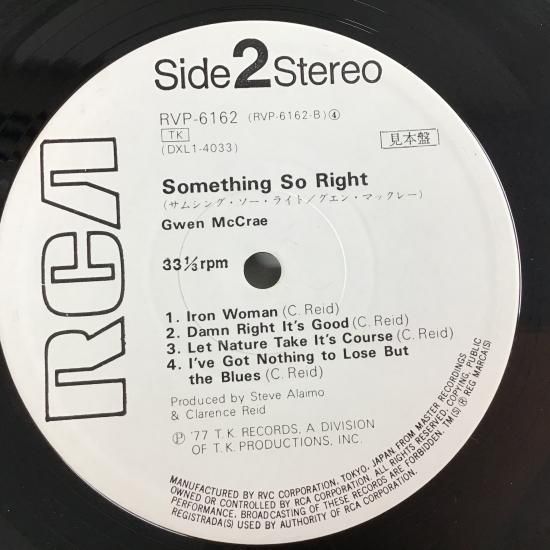 Side 2 Stereo
RVP-6162 (RVP-6162-B) ④
TK
見本盤
(DXL1-4033)
RCA
Something So Right
(サムシング・ソー・ライト/グエン・マックレー)
Gwen McCrae
33 1/3 rpm
1. Iron Woman (C. Reid)
2. Damn Right It's Good (C. Reid)
3. Let Nature Take It's Course (C. Reid)
4. I've Got Nothing to Lose But
the Blues (C. Reid)
Produced by Steve Alaimo
& Clarence Reid
Ⓟ '77 T.K. RECORDS, A DIVISION
OF T.K. PRODUCTIONS, INC.
MANUFACTURED BY RVC CORPORATION, TOKYO, JAPAN, FROM MASTER RECORDINGS
OWNED OR CONTROLLED BY RCA CORPORATION. ALL RIGHTS RESERVED, COPYING, PUBLIC
PERFORMANCE, BROADCASTING OF THESE RECORDS ARE FORBIDDEN. TM(S) ® REG MARCA(S)
REGISTRADA(S) USED BY AUTHORITY OF RCA CORPORATION.